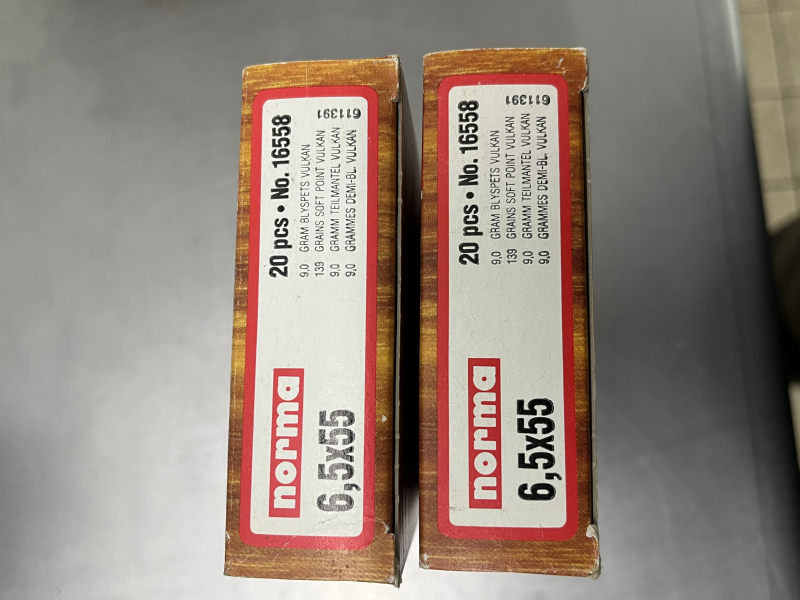 norma
6,5x55
20 pcs • No. 16558
9,0 GRAM BLYSPETS VULKAN
139 GRAINS SOFT POINT VULKAN
9,0 GRAMM TEILMANTEL VULKAN
9,0 GRAMMES DEMI-BL. VULKAN
611391
norma
6,5x55
20 pcs • No. 16558
9,0 GRAM BLYSPETS VULKAN
139 GRAINS SOFT POINT VULKAN
9,0 GRAMM TEILMANTEL VULKAN
9,0 GRAMMES DEMI-BL. VULKAN
611391